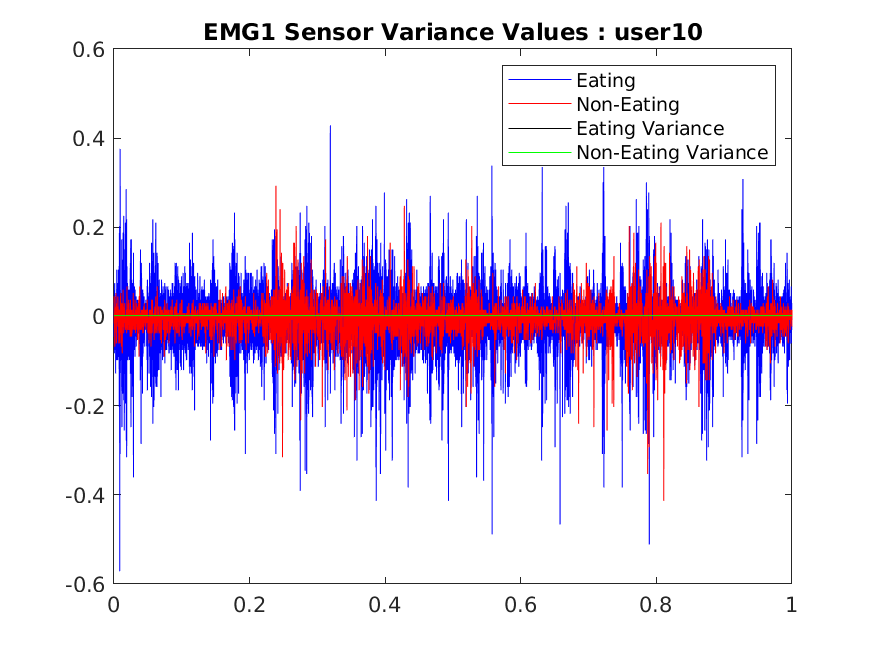 EMG1 Sensor Variance Values : user10
0.6
0.4
0.2
0
-0.2
-0.4
-0.6
Eating
Non-Eating
Eating Variance
Non-Eating Variance
0 0.2 0.4 0.6 0.8 1